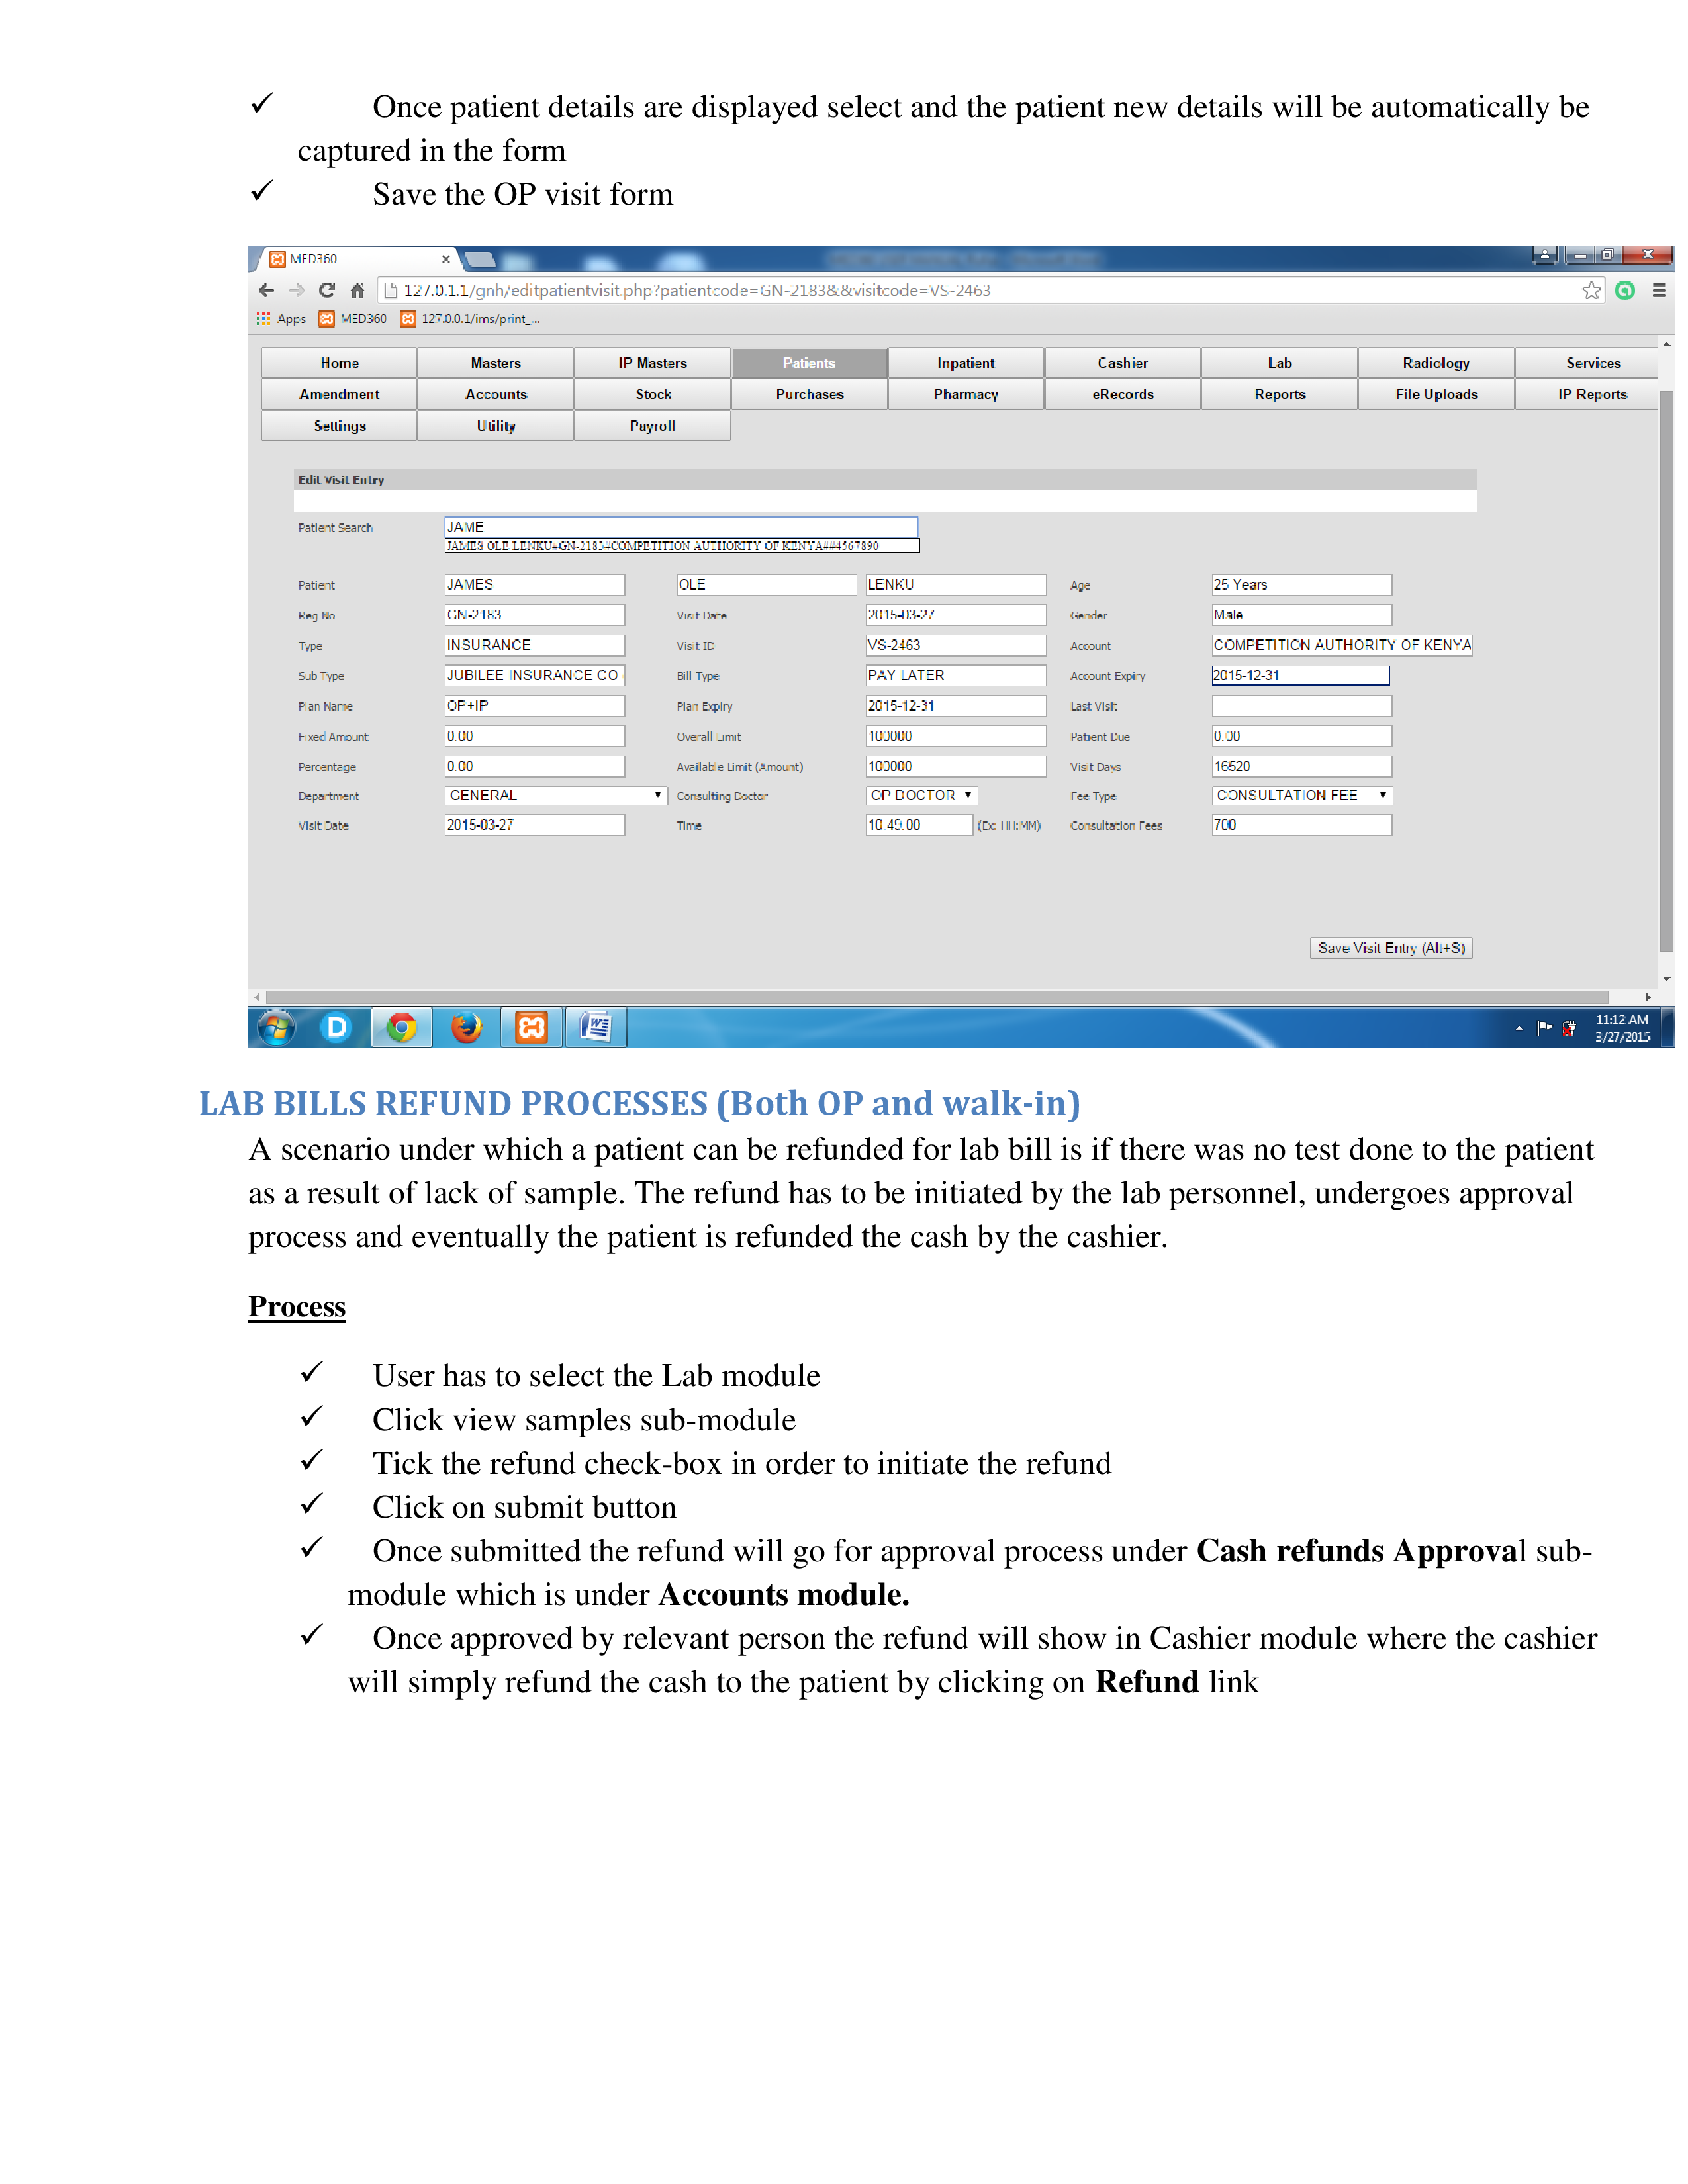 ✓ Once patient details are displayed select and the patient new details will be automatically be
captured in the form
✓ Save the OP visit form
MED360
127.0.1.1/gnh/editpatientvisit.php?patientcode=GN-2183&&visitcode=VS-2463
Apps MED360 127.0.0.1/ims/print_...
Home Masters IP Masters Patients Inpatient Cashier Lab Radiology Services
Amendment Accounts Stock Purchases Pharmacy eRecords Reports File Uploads IP Reports
Settings Utility Payroll
Edit Visit Entry
Patient Search JAME
JAMES OLE LENKU#GN-2183#COMPETITION AUTHORITY OF KENYA##4567890
Patient JAMES OLE LENKU Age 25 Years
Reg No GN-2183 Visit Date 2015-03-27 Gender Male
Type INSURANCE Visit ID VS-2463 Account COMPETITION AUTHORITY OF KENYA
Sub Type JUBILEE INSURANCE CO Bill Type PAY LATER Account Expiry 2015-12-31
Plan Name OP+IP Plan Expiry 2015-12-31 Last Visit
Fixed Amount 0.00 Overall Limit 100000 Patient Due 0.00
Percentage 0.00 Available Limit (Amount) 100000 Visit Days 16520
Department GENERAL Consulting Doctor OP DOCTOR Fee Type CONSULTATION FEE
Visit Date 2015-03-27 Time 10:49:00 (Ex: HH:MM) Consultation Fees 700
Save Visit Entry (Alt+S)
11:12 AM
3/27/2015
LAB BILLS REFUND PROCESSES (Both OP and walk-in)
A scenario under which a patient can be refunded for lab bill is if there was no test done to the patient
as a result of lack of sample. The refund has to be initiated by the lab personnel, undergoes approval
process and eventually the patient is refunded the cash by the cashier.
Process
✓ User has to select the Lab module
✓ Click view samples sub-module
✓ Tick the refund check-box in order to initiate the refund
✓ Click on submit button
✓ Once submitted the refund will go for approval process under Cash refunds Approval sub-
module which is under Accounts module.
✓ Once approved by relevant person the refund will show in Cashier module where the cashier
will simply refund the cash to the patient by clicking on Refund link